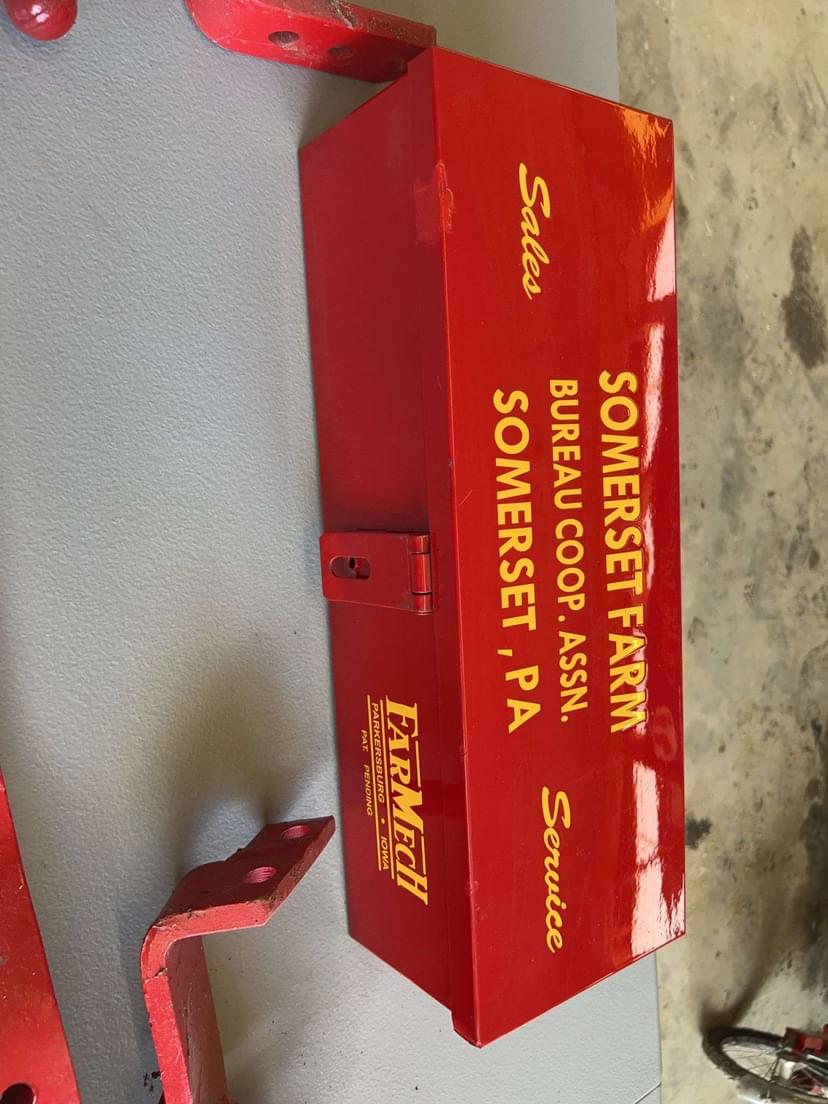 Sales
SOMERSET FARM
BUREAU COOP. ASSN.
SOMERSET , PA
Service
FARMECH
PARKERSBURG • IOWA
PAT. PENDING